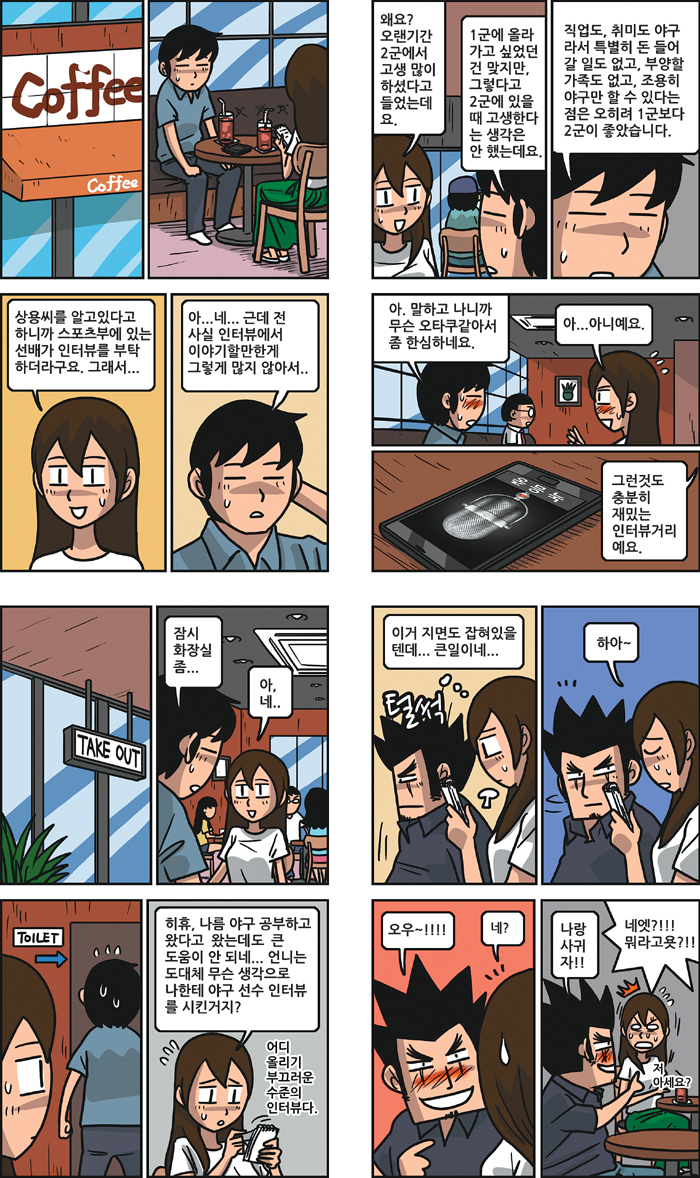 Coffee
Coffee
상용씨를 알고있다고
하니까 스포츠부에 있는
선배가 인터뷰를 부탁
하더라구요. 그래서...
아...네... 근데 전
사실 인터뷰에서
이야기할만한게
그렇게 많지 않아서..
왜요?
오랜기간
2군에서
고생 많이
하셨다고
들었는데
요.
1군에 올라
가고 싶었던
건 맞지만,
그렇다고
2군에 있을
때 고생한다
는 생각은
안 했는데요.
직업도, 취미도 야구
라서 특별히 돈 들어
갈 일도 없고, 부양할
가족도 없고, 조용히
야구만 할 수 있다는
점은 오히려 1군보다
2군이 좋았습니다.
아. 말하고 나니까
무슨 오타쿠같아서
좀 한심하네요.
아...아니예요.
그런것도
충분히
재밌는
인터뷰거리
예요.
TAKE OUT
잠시
화장실
좀...
아,
네..
TOILET
히휴, 나름 야구 공부하고
왔다고 왔는데도 큰
도움이 안 되네... 언니는
도대체 무슨 생각으로
나한테 야구 선수 인터뷰
를 시킨거지?
어디
올리기
부끄러운
수준의
인터뷰다.
이거 지면도 잡혀있을
텐데... 큰일이네...
털썩
하아~
오우~!!!!
네?
나랑
사귀
자!!
네엣?!!!
뭐라고욧?!!
저
아세요?